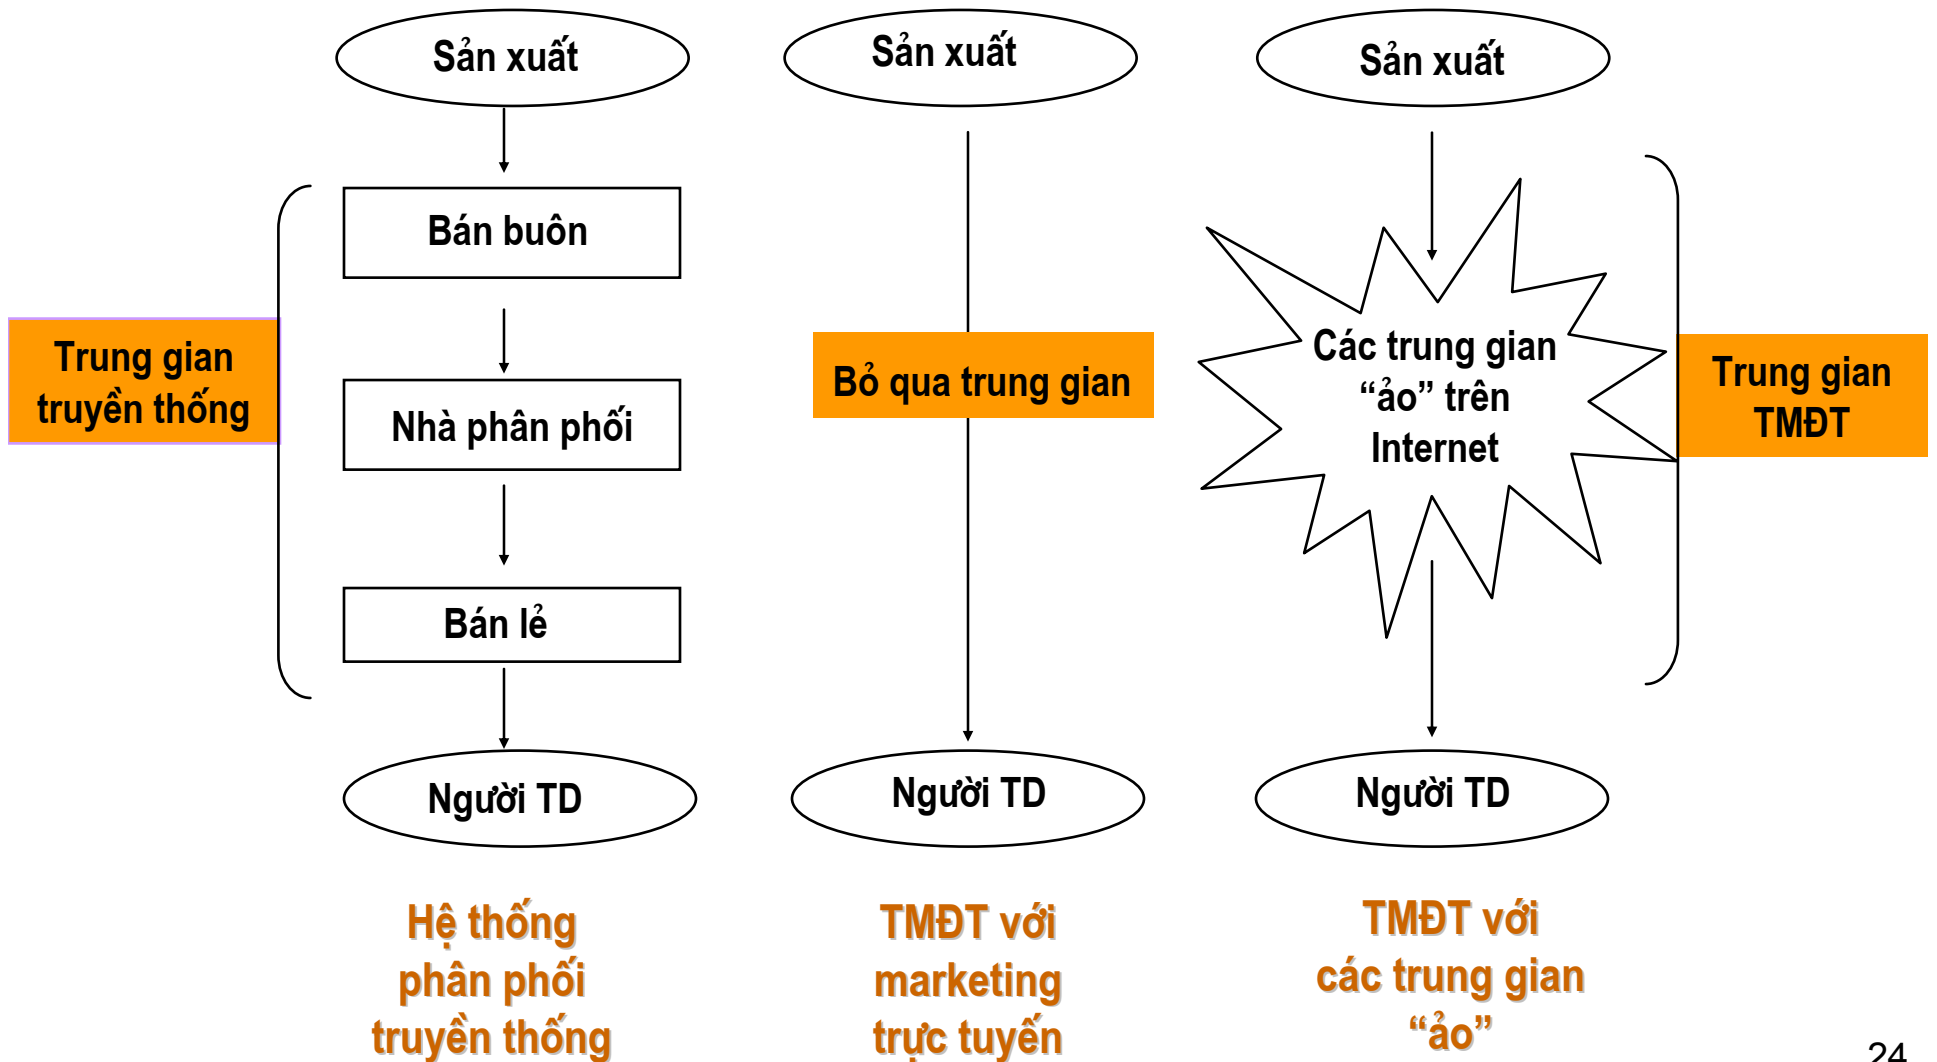 Sản xuất
Bán buôn
Trung gian
truyền thống
Nhà phân phối
Bán lẻ
Người TD
Hệ thống
phân phối
truyền thống
Sản xuất
Bỏ qua trung gian
Người TD
TMĐT với
marketing
trực tuyến
Sản xuất
Các trung gian
“ảo” trên
Internet
Trung gian
TMĐT
Người TD
TMĐT với
các trung gian
“ảo”
24